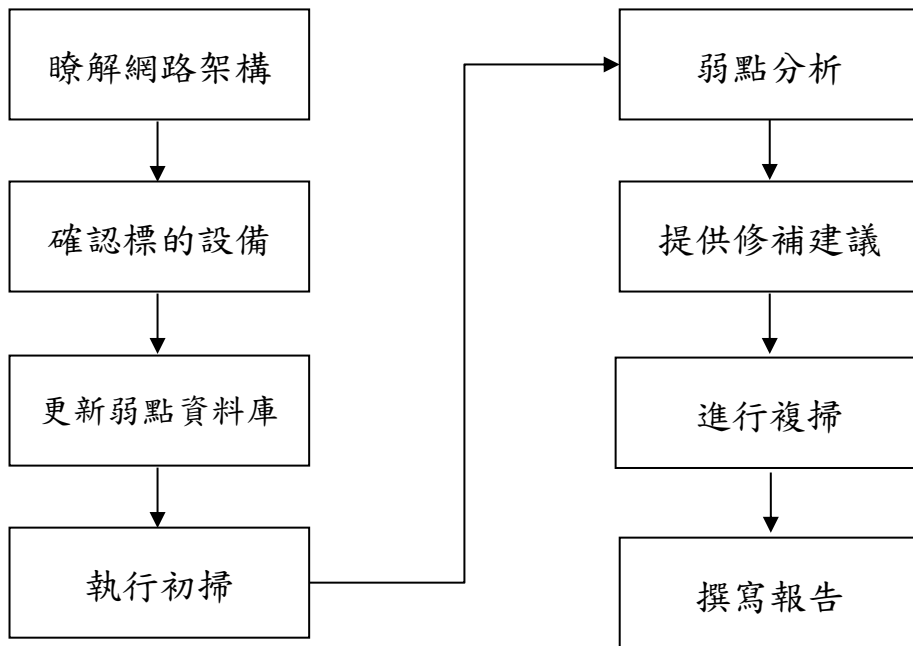 瞭解網路架構
確認標的設備
更新弱點資料庫
執行初掃
弱點分析
提供修補建議
進行複掃
撰寫報告